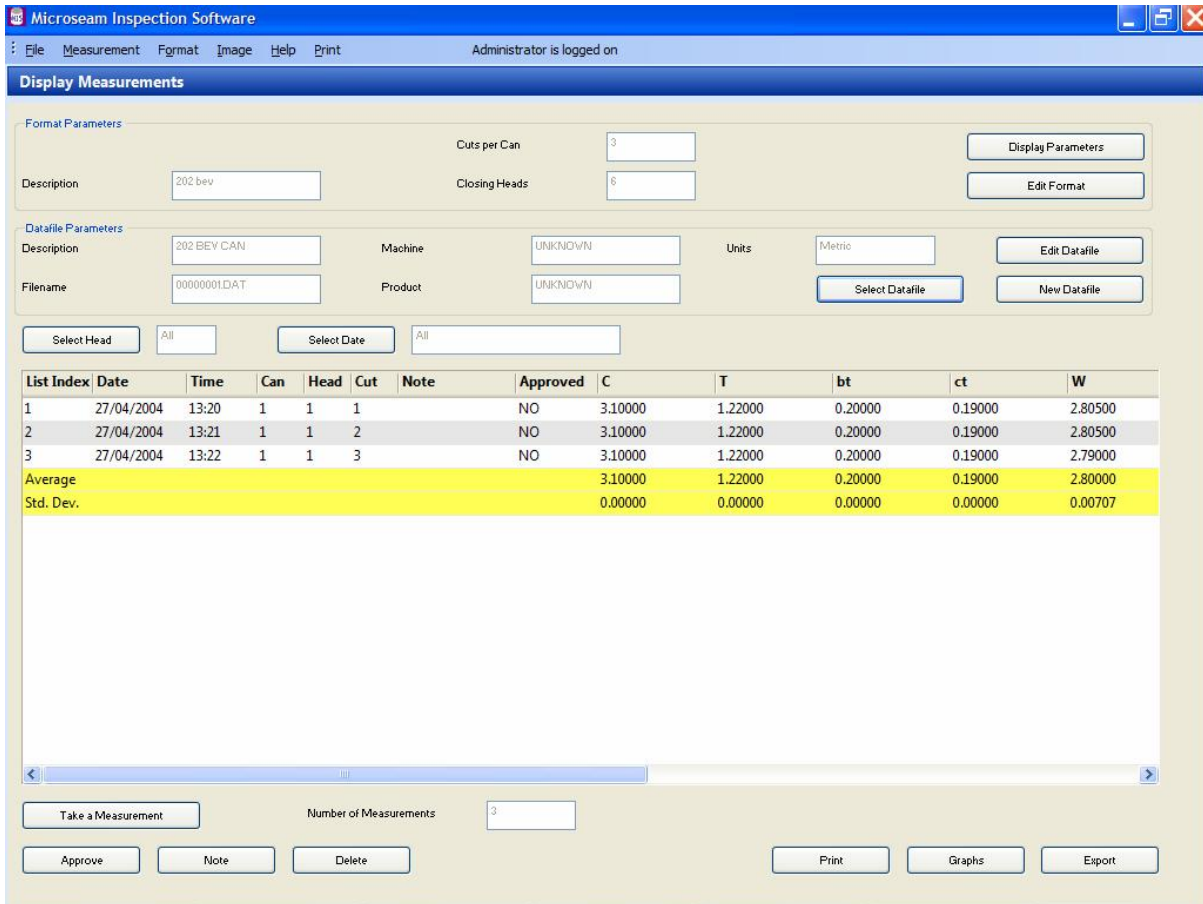 Microseam Inspection Software
File Measurement Format Image Help Print Administrator is logged on
Display Measurements
Format Parameters
Cuts per Can 3 Display Parameters
Description 202 bev Closing Heads 6 Edit Format
Datafile Parameters
Description 202 BEV CAN Machine UNKNOWN Units Metric Edit Datafile
Filename 00000001.DAT Product UNKNOWN Select Datafile New Datafile
Select Head All Select Date All
List Index Date Time Can Head Cut Note Approved C T bt ct W
1 27/04/2004 13:20 1 1 1 NO 3.10000 1.22000 0.20000 0.19000 2.80500
2 27/04/2004 13:21 1 1 2 NO 3.10000 1.22000 0.20000 0.19000 2.80500
3 27/04/2004 13:22 1 1 3 NO 3.10000 1.22000 0.20000 0.19000 2.79000
Average 3.10000 1.22000 0.20000 0.19000 2.80000
Std. Dev. 0.00000 0.00000 0.00000 0.00000 0.00707
Take a Measurement Number of Measurements 3
Approve Note Delete Print Graphs Export